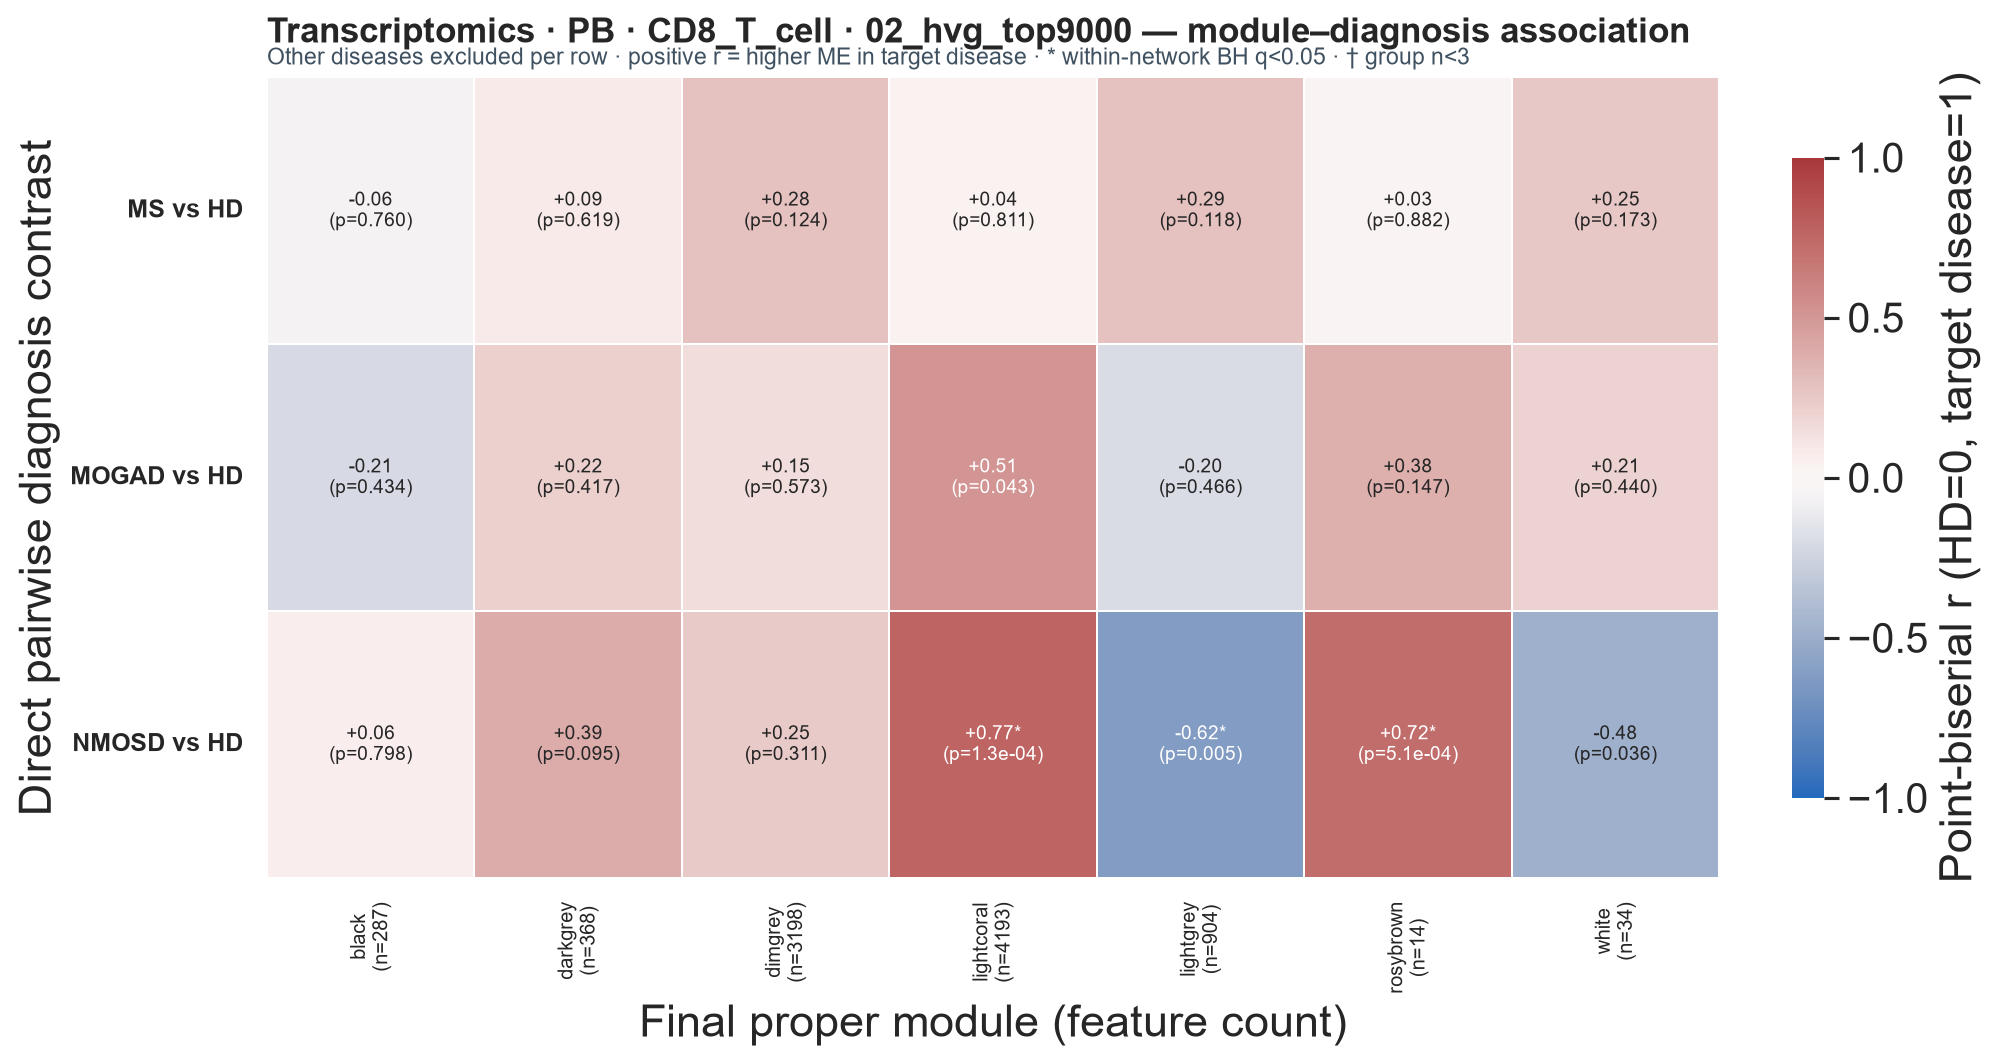 Transcriptomics · PB · CD8_T_cell · 02_hvg_top9000 — module–diagnosis association
Other diseases excluded per row · positive r = higher ME in target disease · * within-network BH q<0.05 · † group n<3
Direct pairwise diagnosis contrast
MS vs HD
-0.06
(p=0.760)
+0.09
(p=0.619)
+0.28
(p=0.124)
+0.04
(p=0.811)
+0.29
(p=0.118)
+0.03
(p=0.882)
+0.25
(p=0.173)
MOGAD vs HD
-0.21
(p=0.434)
+0.22
(p=0.417)
+0.15
(p=0.573)
+0.51
(p=0.043)
-0.20
(p=0.466)
+0.38
(p=0.147)
+0.21
(p=0.440)
NMOSD vs HD
+0.06
(p=0.798)
+0.39
(p=0.095)
+0.25
(p=0.311)
+0.77*
(p=1.3e-04)
-0.62*
(p=0.005)
+0.72*
(p=5.1e-04)
-0.48
(p=0.036)
black
(n=287)
darkgrey
(n=368)
dimgrey
(n=3198)
lightcoral
(n=4193)
lightgrey
(n=904)
rosybrown
(n=14)
white
(n=34)
Final proper module (feature count)
1.0
0.5
0.0
−0.5
−1.0
Point-biserial r (HD=0, target disease=1)